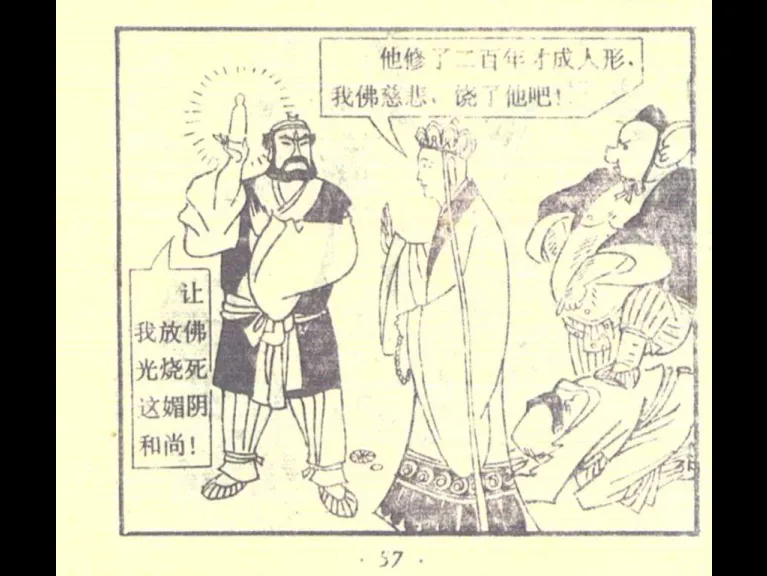 他修了二百年才成人形，
我佛慈悲，饶了他吧！
让
我放佛
光烧死
这媚阴
和尚！
· 57 ·